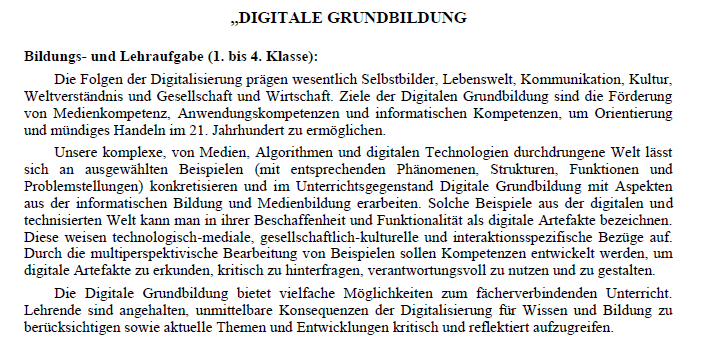 „DIGITALE GRUNDBILDUNG
Bildungs- und Lehraufgabe (1. bis 4. Klasse):
Die Folgen der Digitalisierung prägen wesentlich Selbstbilder, Lebenswelt, Kommunikation, Kultur,
Weltverständnis und Gesellschaft und Wirtschaft. Ziele der Digitalen Grundbildung sind die Förderung
von Medienkompetenz, Anwendungskompetenzen und informatischen Kompetenzen, um Orientierung
und mündiges Handeln im 21. Jahrhundert zu ermöglichen.
Unsere komplexe, von Medien, Algorithmen und digitalen Technologien durchdrungene Welt lässt
sich an ausgewählten Beispielen (mit entsprechenden Phänomenen, Strukturen, Funktionen und
Problemstellungen) konkretisieren und im Unterrichtsgegenstand Digitale Grundbildung mit Aspekten
aus der informatischen Bildung und Medienbildung erarbeiten. Solche Beispiele aus der digitalen und
technisierten Welt kann man in ihrer Beschaffenheit und Funktionalität als digitale Artefakte bezeichnen.
Diese weisen technologisch-mediale, gesellschaftlich-kulturelle und interaktionsspezifische Bezüge auf.
Durch die multiperspektivische Bearbeitung von Beispielen sollen Kompetenzen entwickelt werden, um
digitale Artefakte zu erkunden, kritisch zu hinterfragen, verantwortungsvoll zu nutzen und zu gestalten.
Die Digitale Grundbildung bietet vielfache Möglichkeiten zum fächerverbindenden Unterricht.
Lehrende sind angehalten, unmittelbare Konsequenzen der Digitalisierung für Wissen und Bildung zu
berücksichtigen sowie aktuelle Themen und Entwicklungen kritisch und reflektiert aufzugreifen.